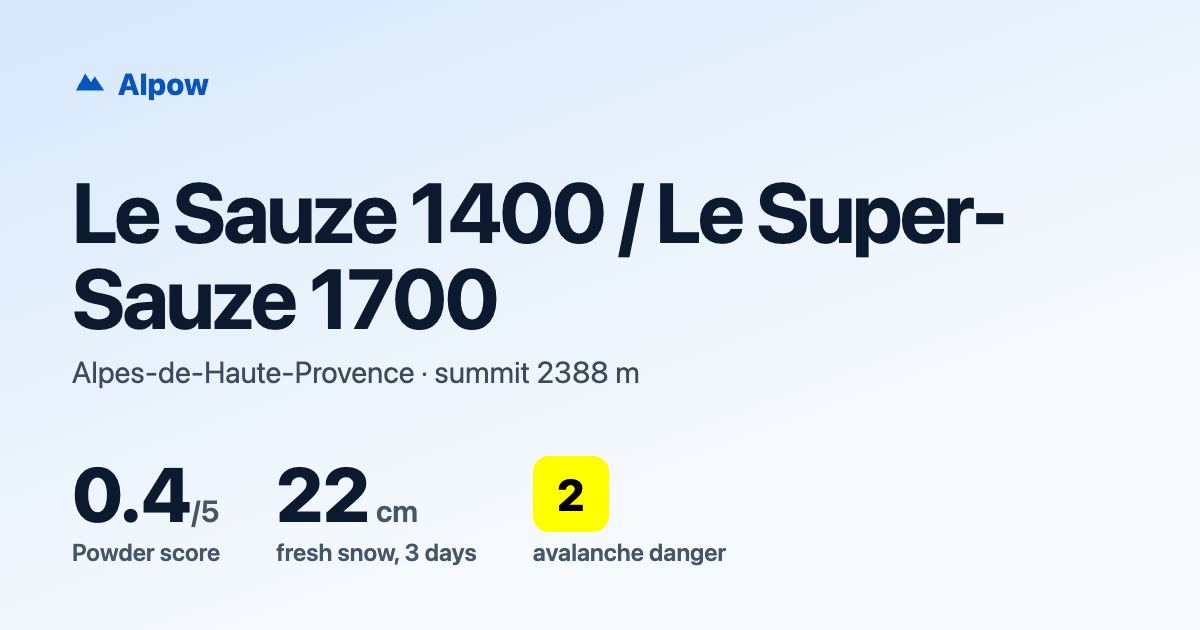 Alpow
Le Sauze 1400 / Le Super-
Sauze 1700
Alpes-de-Haute-Provence · summit 2388 m
0.4/5 22 cm 2
Powder score fresh snow, 3 days avalanche danger